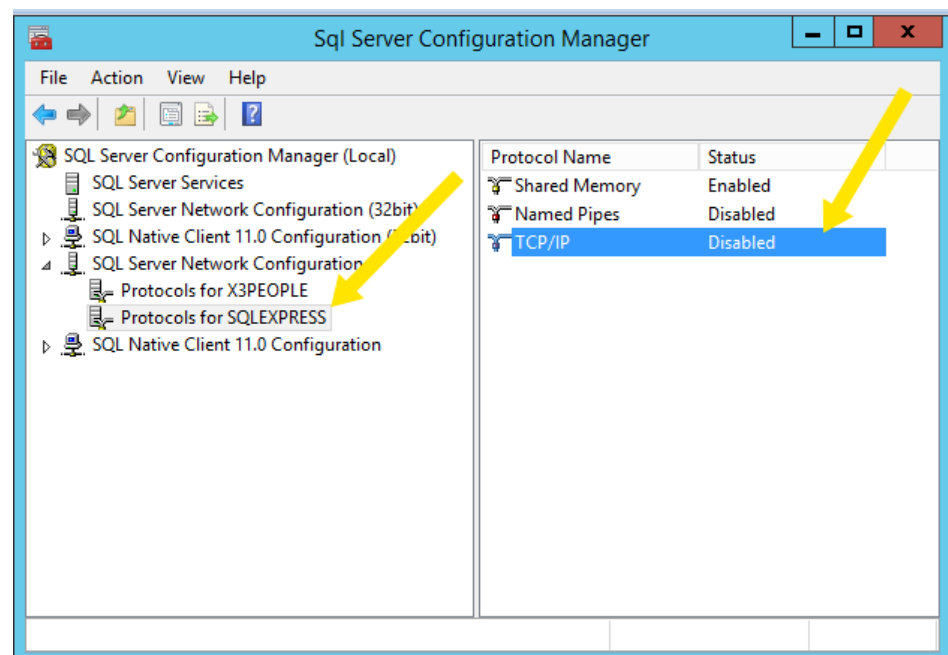 Sql Server Configuration Manager
File Action View Help
SQL Server Configuration Manager (Local)
SQL Server Services
SQL Server Network Configuration (32bit)
SQL Native Client 11.0 Configuration (32bit)
SQL Server Network Configuration
Protocols for X3PEOPLE
Protocols for SQLEXPRESS
SQL Native Client 11.0 Configuration
Protocol Name Status
Shared Memory Enabled
Named Pipes Disabled
TCP/IP Disabled